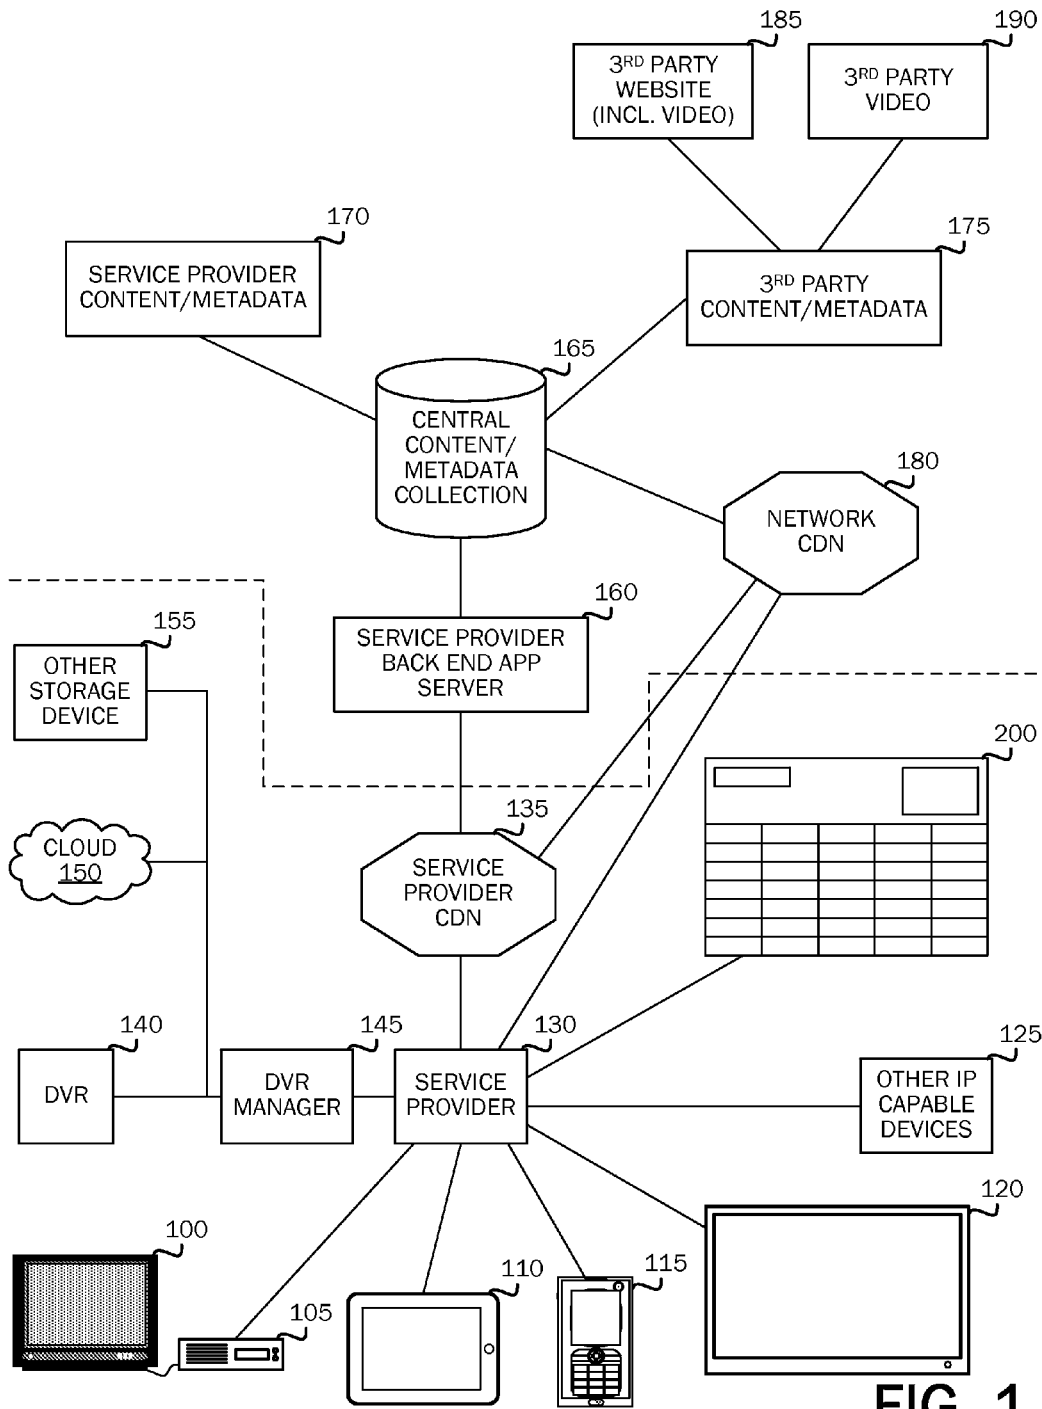 185
190
3RD PARTY
WEBSITE
(INCL. VIDEO)
3RD PARTY
VIDEO
170
175
SERVICE PROVIDER
CONTENT/METADATA
3RD PARTY
CONTENT/METADATA
165
CENTRAL
CONTENT/
METADATA
COLLECTION
180
NETWORK
CDN
160
SERVICE PROVIDER
BACK END APP
SERVER
155
OTHER
STORAGE
DEVICE
200
135
CLOUD
150
SERVICE
PROVIDER
CDN
140
145
130
125
DVR
DVR
MANAGER
SERVICE
PROVIDER
OTHER IP
CAPABLE
DEVICES
120
100
110
115
105
FIG. 1